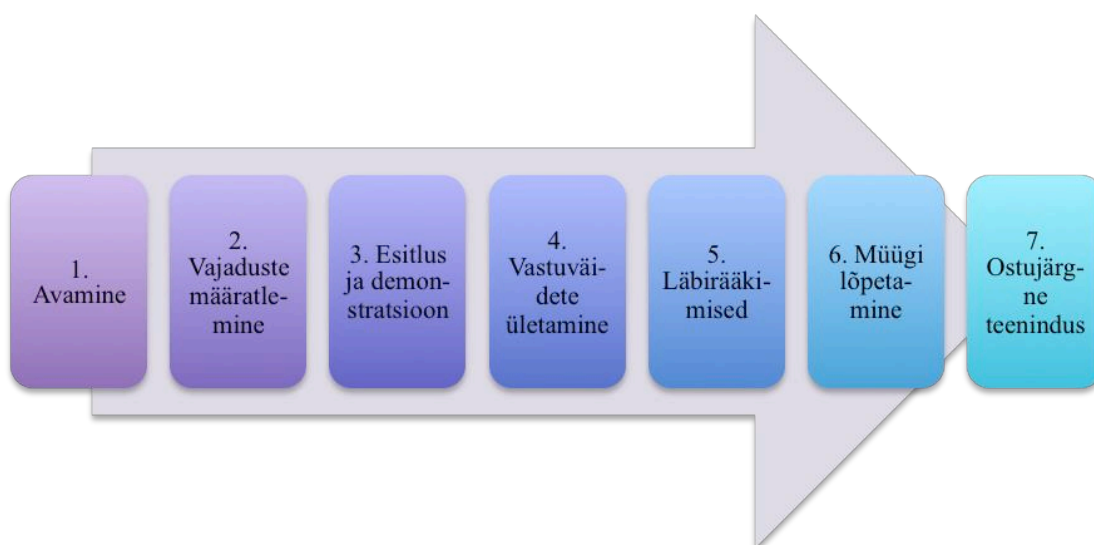 1.
Avamine
2.
Vajaduste
määratle-
mine
3. Esitlus
ja demon-
stratsioon
4.
Vastuväi-
dete
ületamine
5.
Läbirääki-
mised
6. Müügi
lõpeta-
mine
7.
Ostujärg-
ne
teenindus